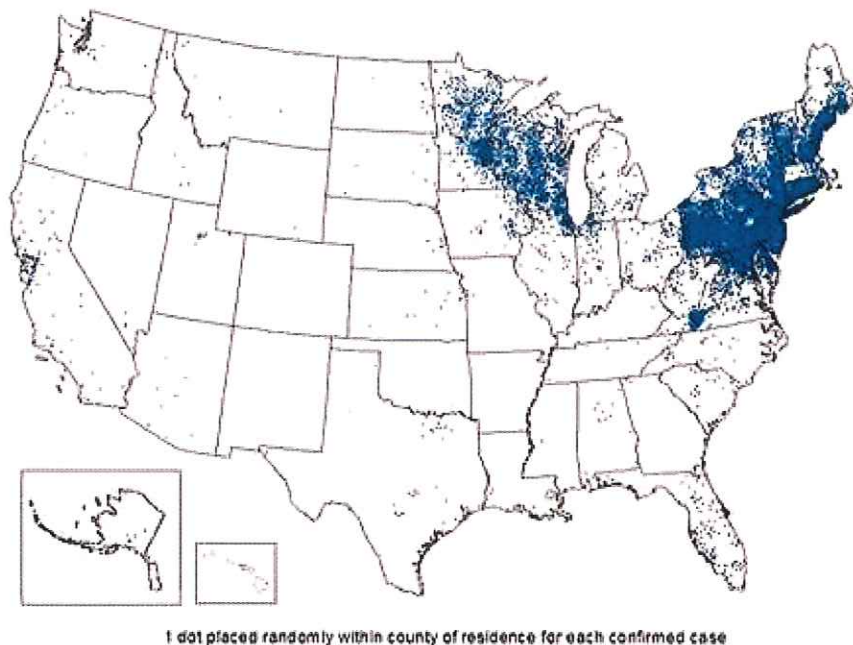 1 dot placed randomly within county of residence for each confirmed case